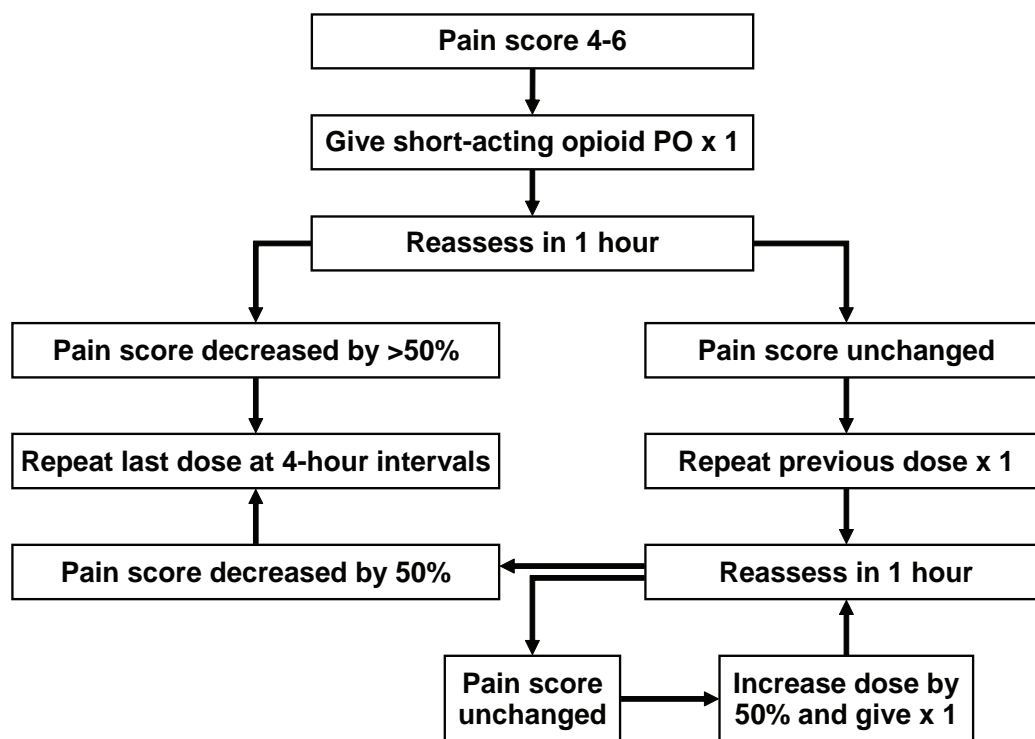 Pain score 4-6
Give short-acting opioid PO x 1
Reassess in 1 hour
Pain score decreased by >50%
Pain score unchanged
Repeat last dose at 4-hour intervals
Repeat previous dose x 1
Pain score decreased by 50%
Reassess in 1 hour
Pain score
unchanged
Increase dose by
50% and give x 1